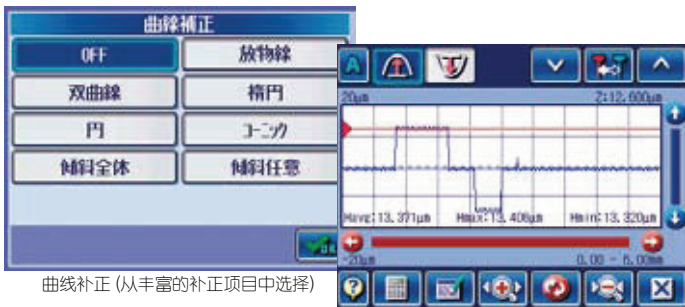 曲線補正
OFF
放物線
双曲線
楕円
円
コーニック
傾斜全体
傾斜任意
OK
曲线补正 (从丰富的补正项目中选择)
A
20μm
Z:12.600μm
Havg:13.371μm
Hmax:13.406μm
Hmin:13.320μm
-20μm
0.00 - 6.00mm